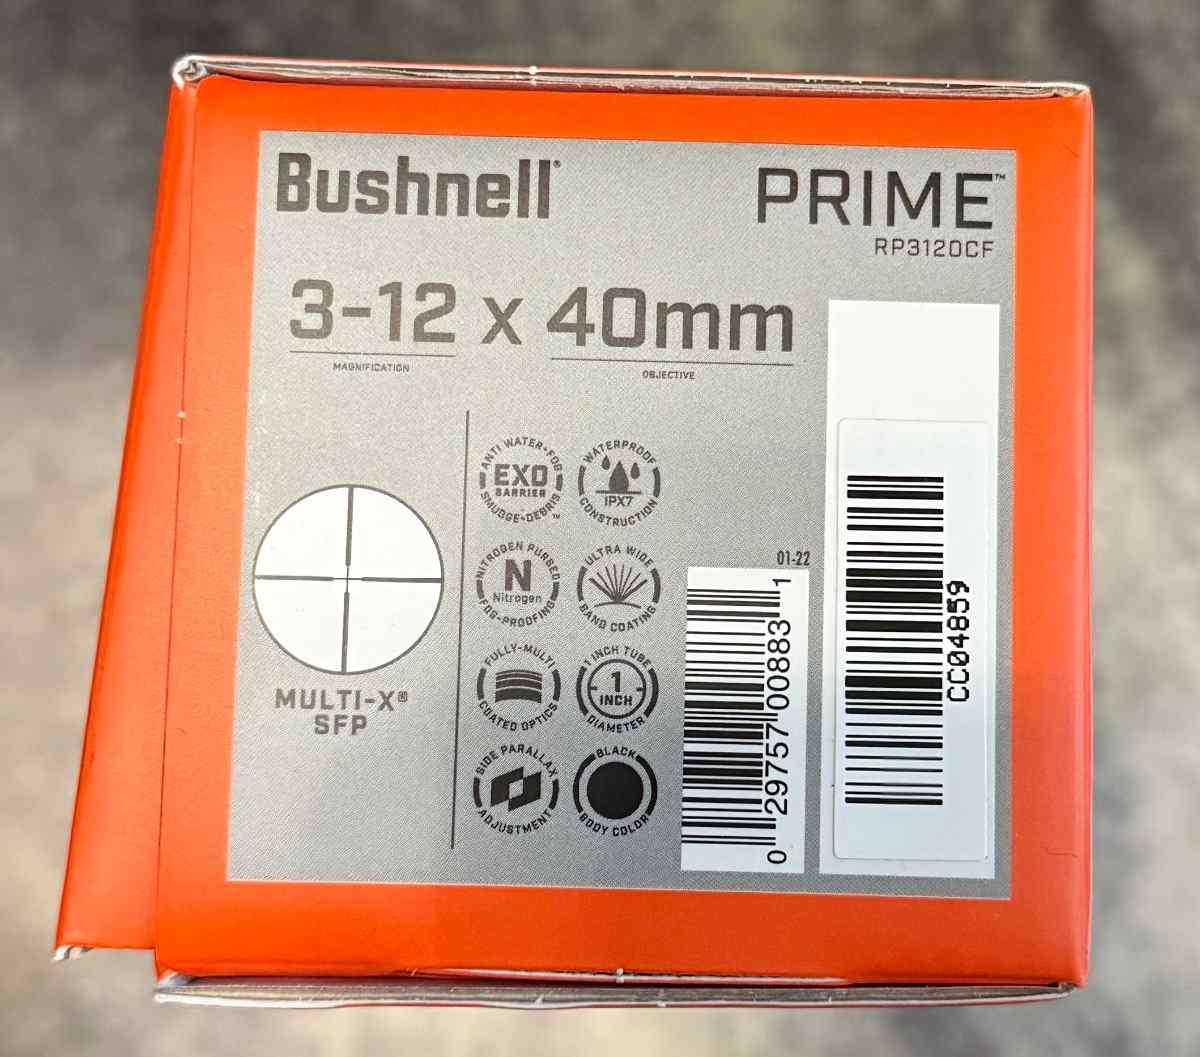 Bushnell®
PRIME™
RP3120CF
3-12 x 40mm
MAGNIFICATION
OBJECTIVE
MULTI-X®
SFP
ANTI WATER-FOG
EXO
BARRIER
SMUDGE-DEBRIS™
WATERPROOF
IPX7
CONSTRUCTION
NITROGEN PURGED
N
Nitrogen
FOG-PROOFING
ULTRA WIDE
BAND COATING
FULLY-MULTI
COATED OPTICS
1 INCH TUBE
1
INCH
DIAMETER
SIDE PARALLAX
ADJUSTMENT
BLACK
BODY COLOR
01-22
0 29757 00883 1
CC04859